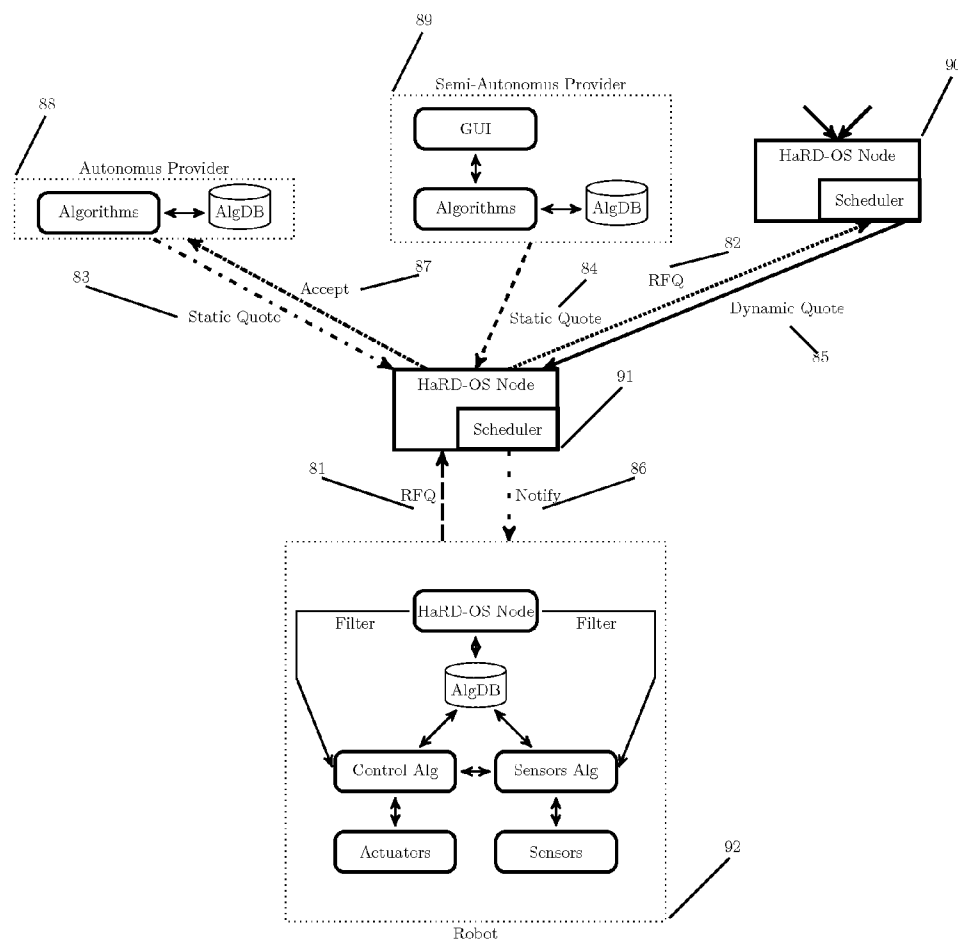 89
90
88
Semi-Autonomus Provider
GUI
HaRD-OS Node
Autonomus Provider
Scheduler
Algorithms
AlgDB
Algorithms
AlgDB
82
87
84
RFQ
83
Accept
Dynamic Quote
Static Quote
Static Quote
85
HaRD-OS Node
91
Scheduler
81
86
RFQ
Notify
HaRD-OS Node
Filter
Filter
AlgDB
Control Alg
Sensors Alg
Actuators
Sensors
92
Robot